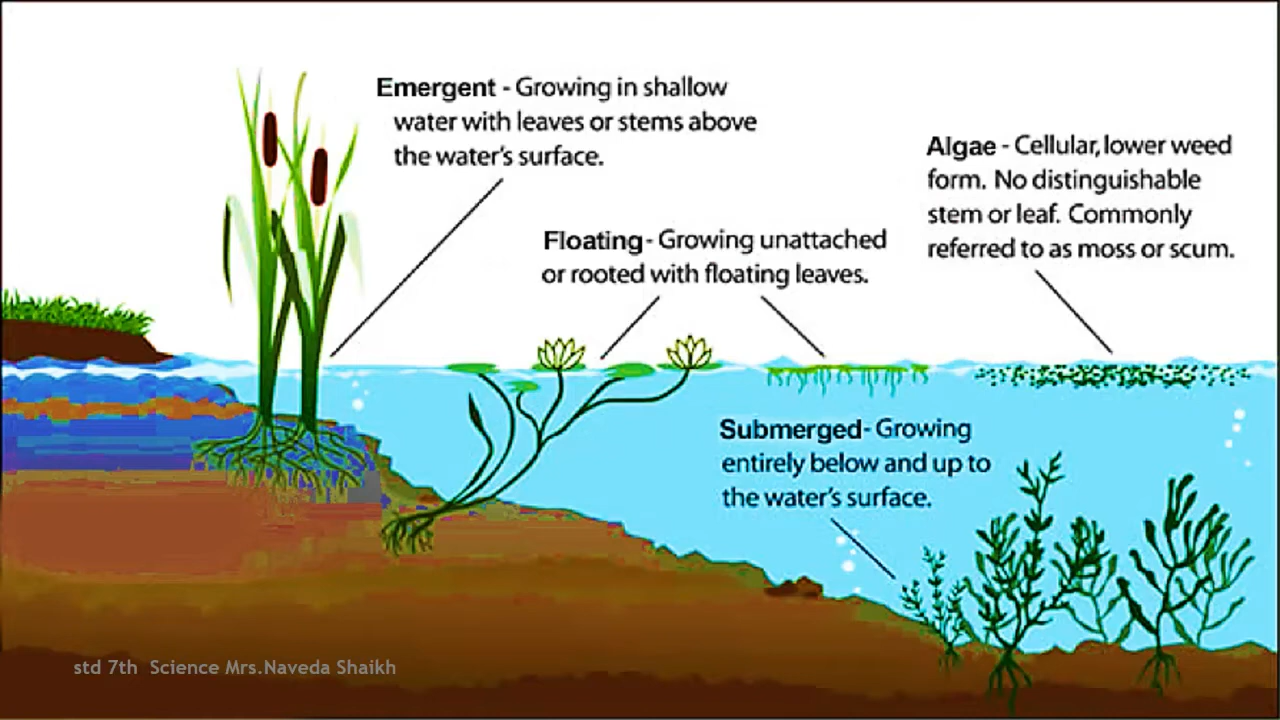 Emergent - Growing in shallow
water with leaves or stems above
the water's surface.
Algae - Cellular, lower weed
form. No distinguishable
stem or leaf. Commonly
referred to as moss or scum.
Floating- Growing unattached
or rooted with floating leaves.
Submerged- Growing
entirely below and up to
the water's surface.
std 7th Science Mrs.Naveda Shaikh